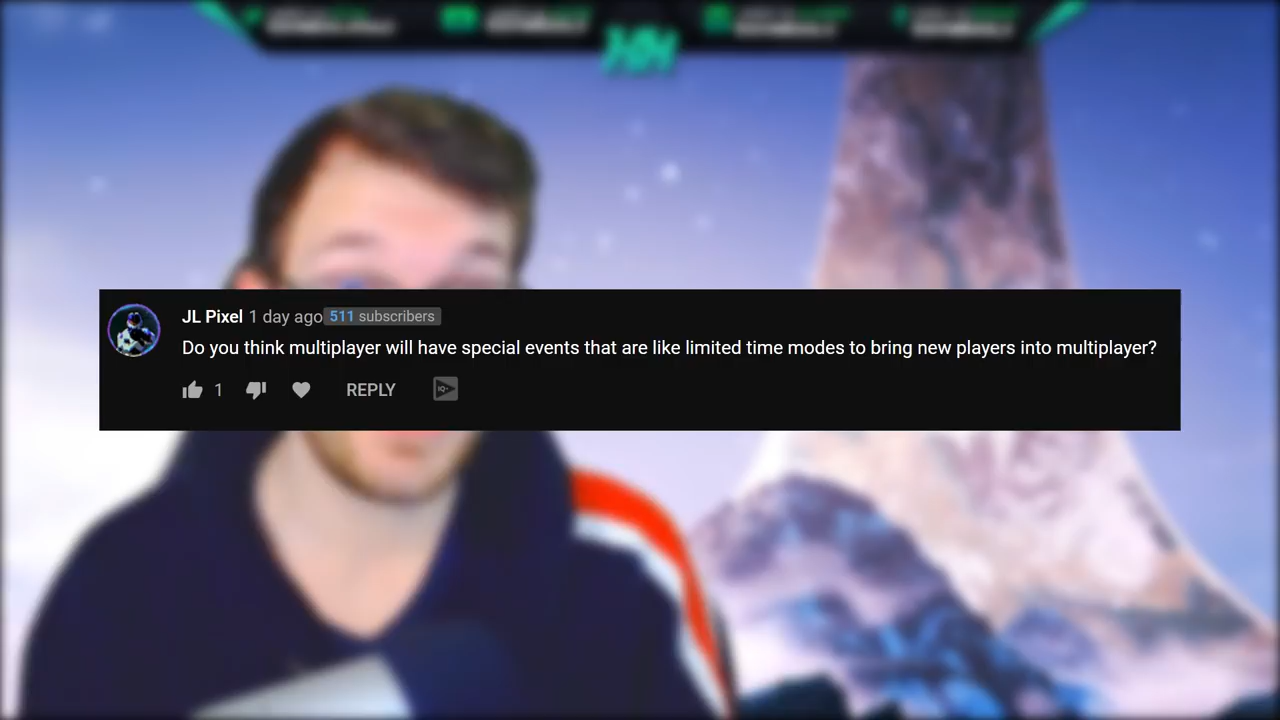 JL Pixel 1 day ago 511 subscribers
Do you think multiplayer will have special events that are like limited time modes to bring new players into multiplayer?
1 REPLY